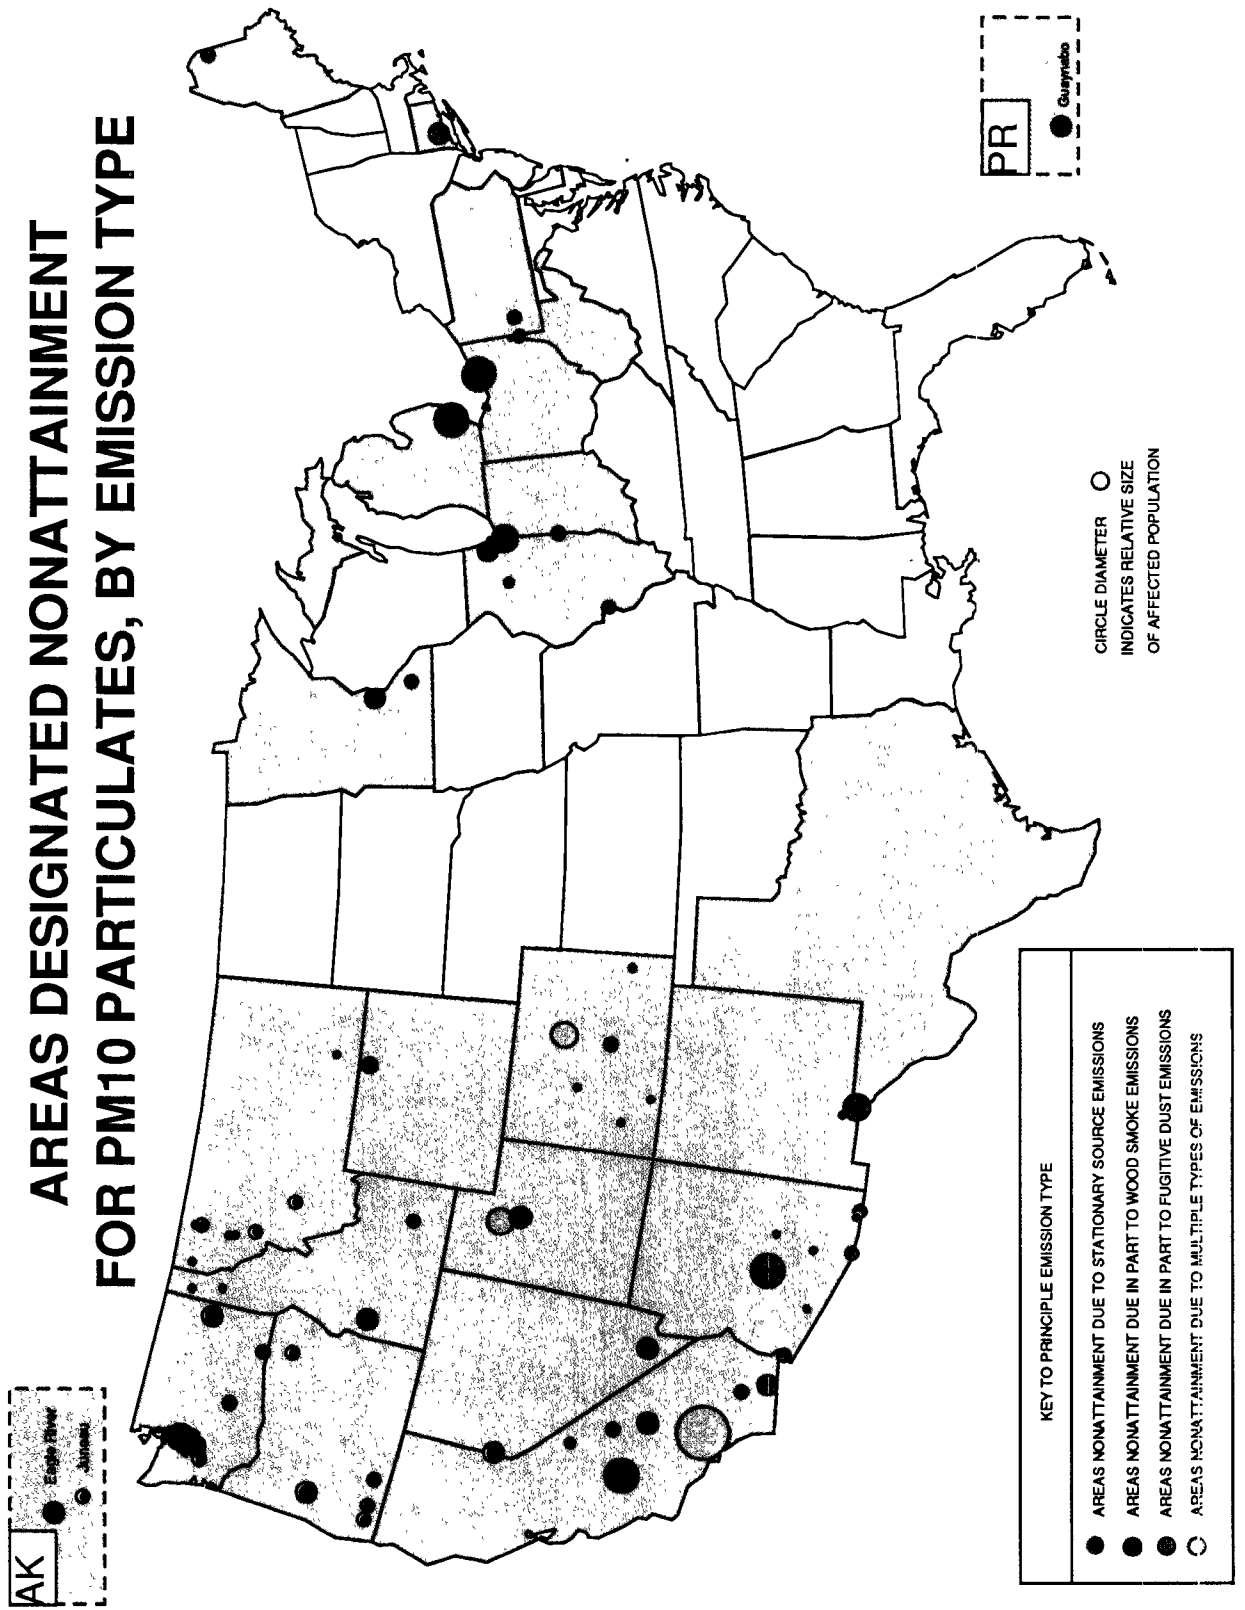 AREAS DESIGNATED NONATTAINMENT
FOR PM10 PARTICULATES, BY EMISSION TYPE
AK
Eagle River
Juneau
PR
Guaynabo
CIRCLE DIAMETER
INDICATES RELATIVE SIZE
OF AFFECTED POPULATION
KEY TO PRINCIPLE EMISSION TYPE
AREAS NONATTAINMENT DUE TO STATIONARY SOURCE EMISSIONS
AREAS NONATTAINMENT DUE IN PART TO WOOD SMOKE EMISSIONS
AREAS NONATTAINMENT DUE IN PART TO FUGITIVE DUST EMISSIONS
AREAS NONATTAINMENT DUE TO MULTIPLE TYPES OF EMISSIONS